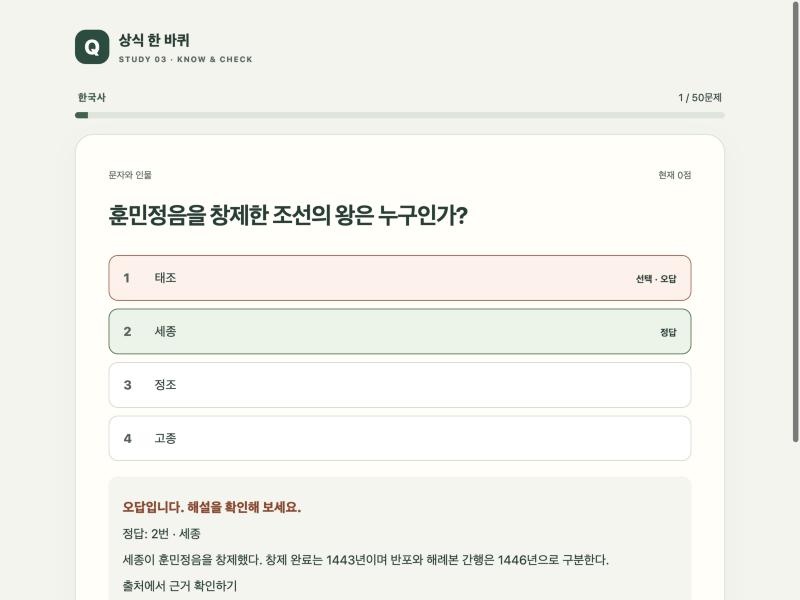 Q
상식 한 바퀴
STUDY 03 · KNOW & CHECK
한국사 1 / 50문제
문자와 인물 현재 0점
훈민정음을 창제한 조선의 왕은 누구인가?
1 태조 선택 · 오답
2 세종 정답
3 정조
4 고종
오답입니다. 해설을 확인해 보세요.
정답: 2번 · 세종
세종이 훈민정음을 창제했다. 창제 완료는 1443년이며 반포와 해례본 간행은 1446년으로 구분한다.
출처에서 근거 확인하기